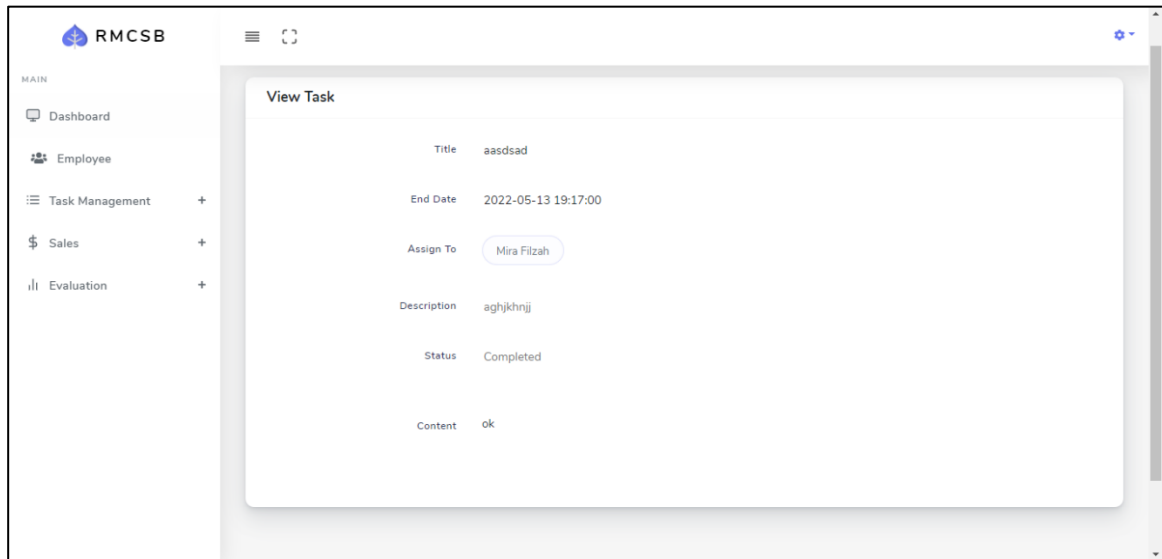 RMCSB
MAIN
Dashboard
Employee
Task Management +
Sales +
Evaluation +
View Task
Title aasdsad
End Date 2022-05-13 19:17:00
Assign To Mira Filzah
Description aghjkhnjj
Status Completed
Content ok